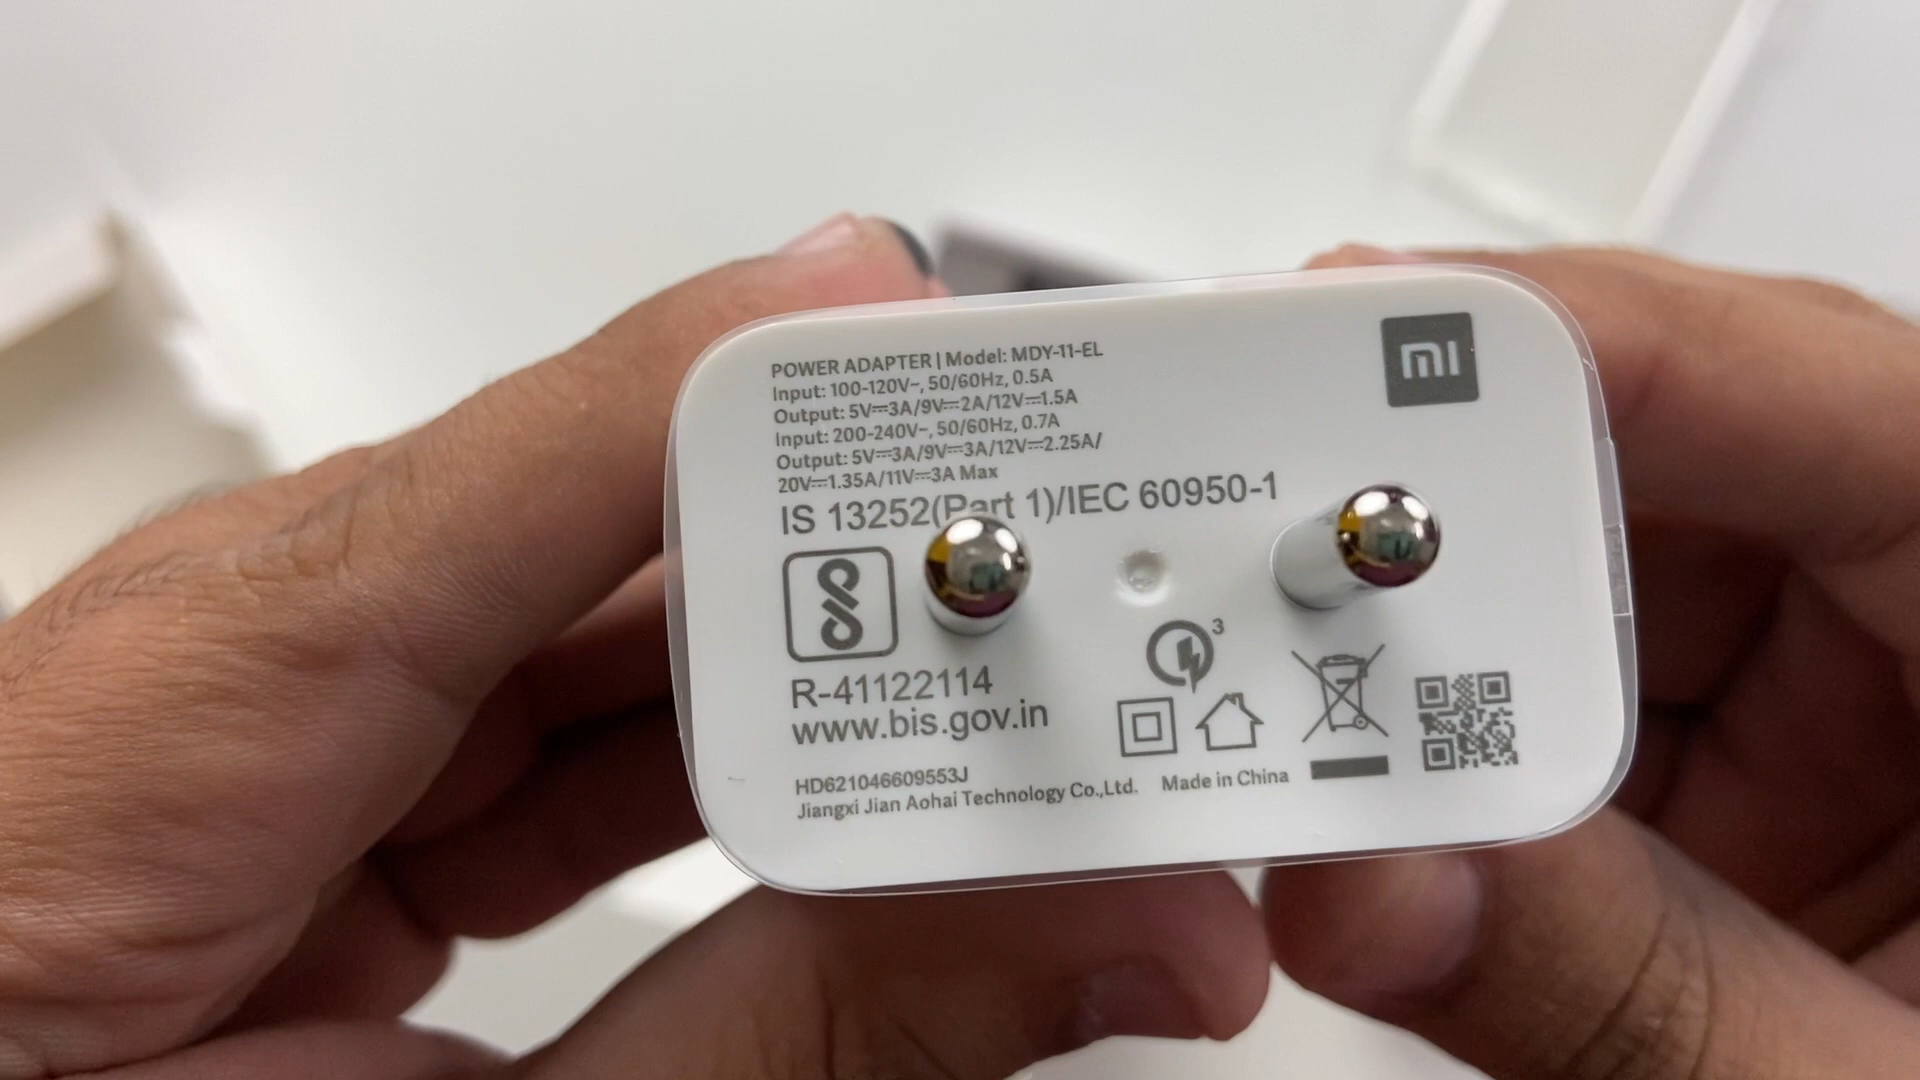 POWER ADAPTER | Model: MDY-11-EL
Input: 100-120V~, 50/60Hz, 0.5A
Output: 5V⎓3A/9V⎓2A/12V⎓1.5A
Input: 200-240V~, 50/60Hz, 0.7A
Output: 5V⎓3A/9V⎓3A/12V⎓2.25A/
20V⎓1.35A/11V⎓3A Max
IS 13252(Part 1)/IEC 60950-1
R-41122114
www.bis.gov.in
HD621046609553J
Jiangxi Jian Aohai Technology Co.,Ltd. Made in China
mi
3